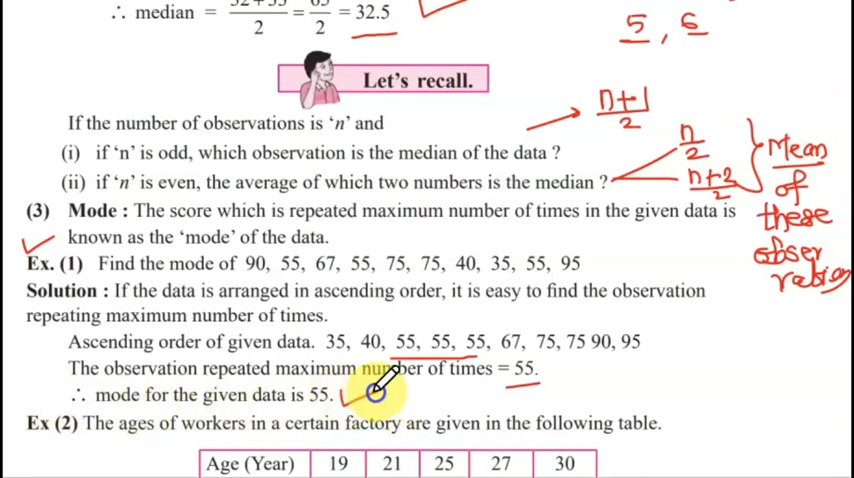 ∴ median = 32+33/2 = 65/2 = 32.5
5 , 6
Let's recall.
If the number of observations is 'n' and
n+1/2
(i) if 'n' is odd, which observation is the median of the data ?
(ii) if 'n' is even, the average of which two numbers is the median ?
n/2
n+2/2
Mean
of
these
obser
vation
(3) Mode : The score which is repeated maximum number of times in the given data is
known as the 'mode' of the data.
Ex. (1) Find the mode of 90, 55, 67, 55, 75, 75, 40, 35, 55, 95
Solution : If the data is arranged in ascending order, it is easy to find the observation
repeating maximum number of times.
Ascending order of given data. 35, 40, 55, 55, 55, 67, 75, 75 90, 95
The observation repeated maximum number of times = 55.
∴ mode for the given data is 55.
Ex (2) The ages of workers in a certain factory are given in the following table.
Age (Year) 19 21 25 27 30